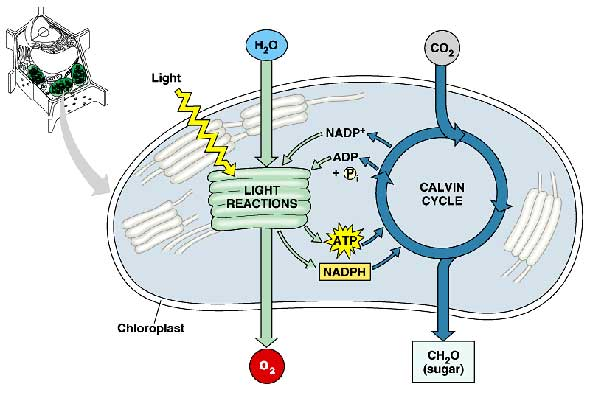 H₂O
CO₂
Light
NADP⁺
ADP
+ Pᵢ
LIGHT
REACTIONS
CALVIN
CYCLE
ATP
NADPH
Chloroplast
O₂
CH₂O
(sugar)